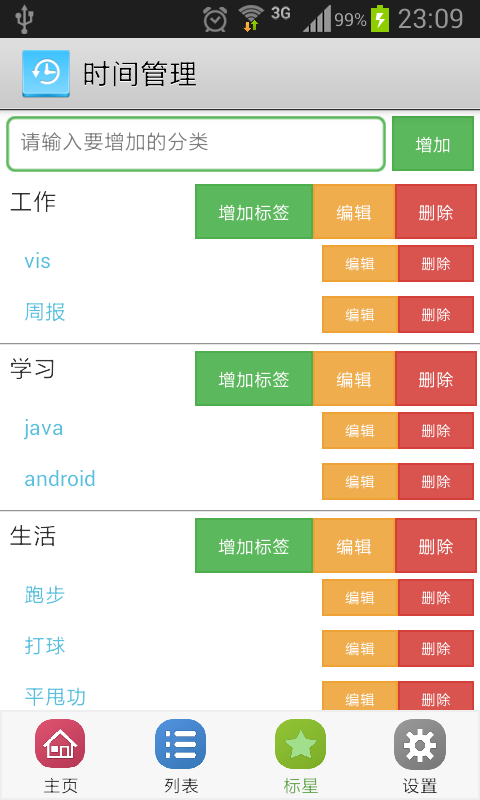 3G 99% 23:09
时间管理
请输入要增加的分类 增加
工作 增加标签 编辑 删除
vis 编辑 删除
周报 编辑 删除
学习 增加标签 编辑 删除
java 编辑 删除
android 编辑 删除
生活 增加标签 编辑 删除
跑步 编辑 删除
打球 编辑 删除
平甩功 编辑 删除
主页 列表 标星 设置